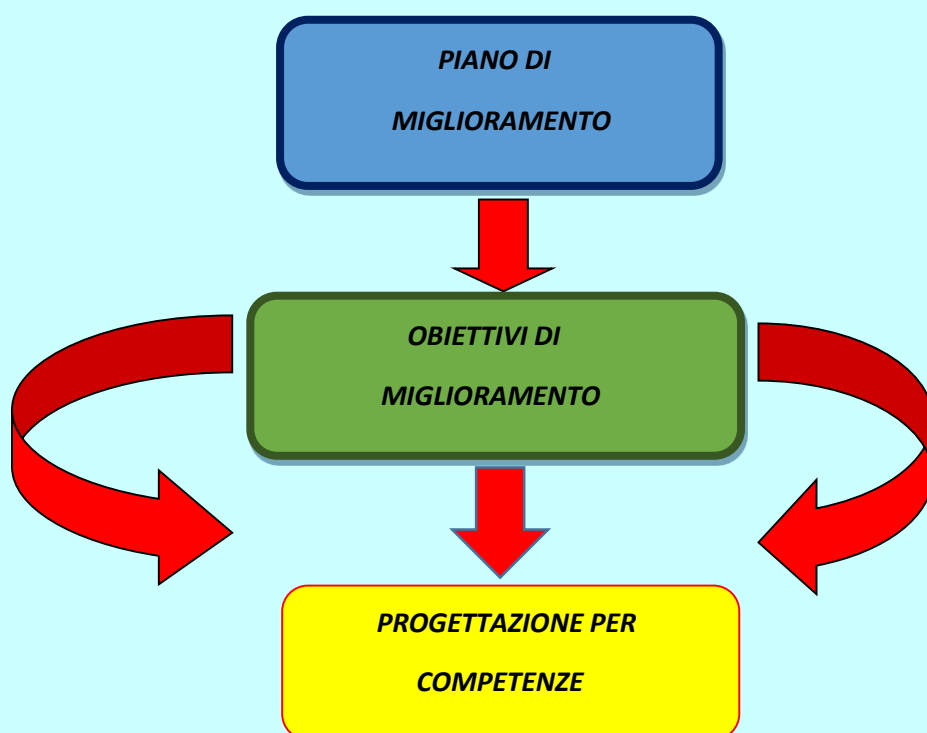 PIANO DI
MIGLIORAMENTO
OBIETTIVI DI
MIGLIORAMENTO
PROGETTAZIONE PER
COMPETENZE